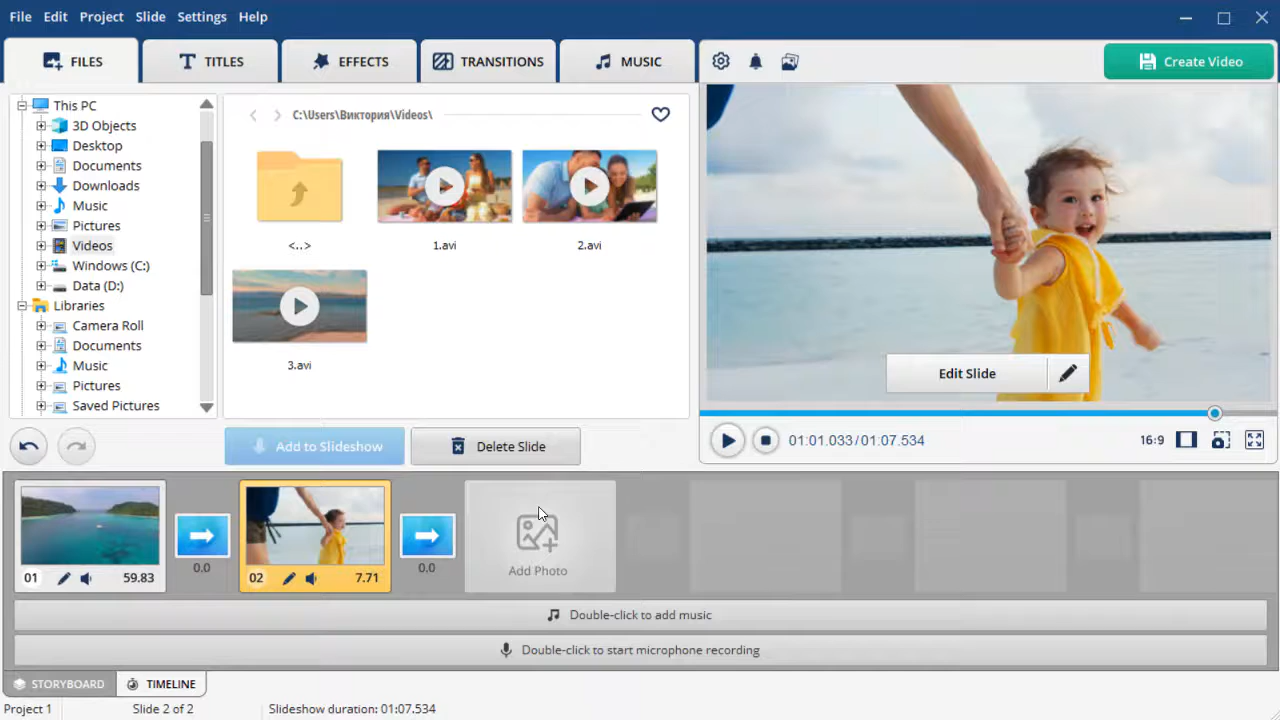 File Edit Project Slide Settings Help
FILES TITLES EFFECTS TRANSITIONS MUSIC
Create Video
This PC
3D Objects
Desktop
Documents
Downloads
Music
Pictures
Videos
Windows (C:)
Data (D:)
Libraries
Camera Roll
Documents
Music
Pictures
Saved Pictures
C:\Users\Виктория\Videos\
<..>
1.avi
2.avi
3.avi
Edit Slide
Add to Slideshow
Delete Slide
01:01.033/01:07.534
16:9
01 59.83
0.0
02 7.71
0.0
Add Photo
Double-click to add music
Double-click to start microphone recording
STORYBOARD TIMELINE
Project 1 Slide 2 of 2 Slideshow duration: 01:07.534